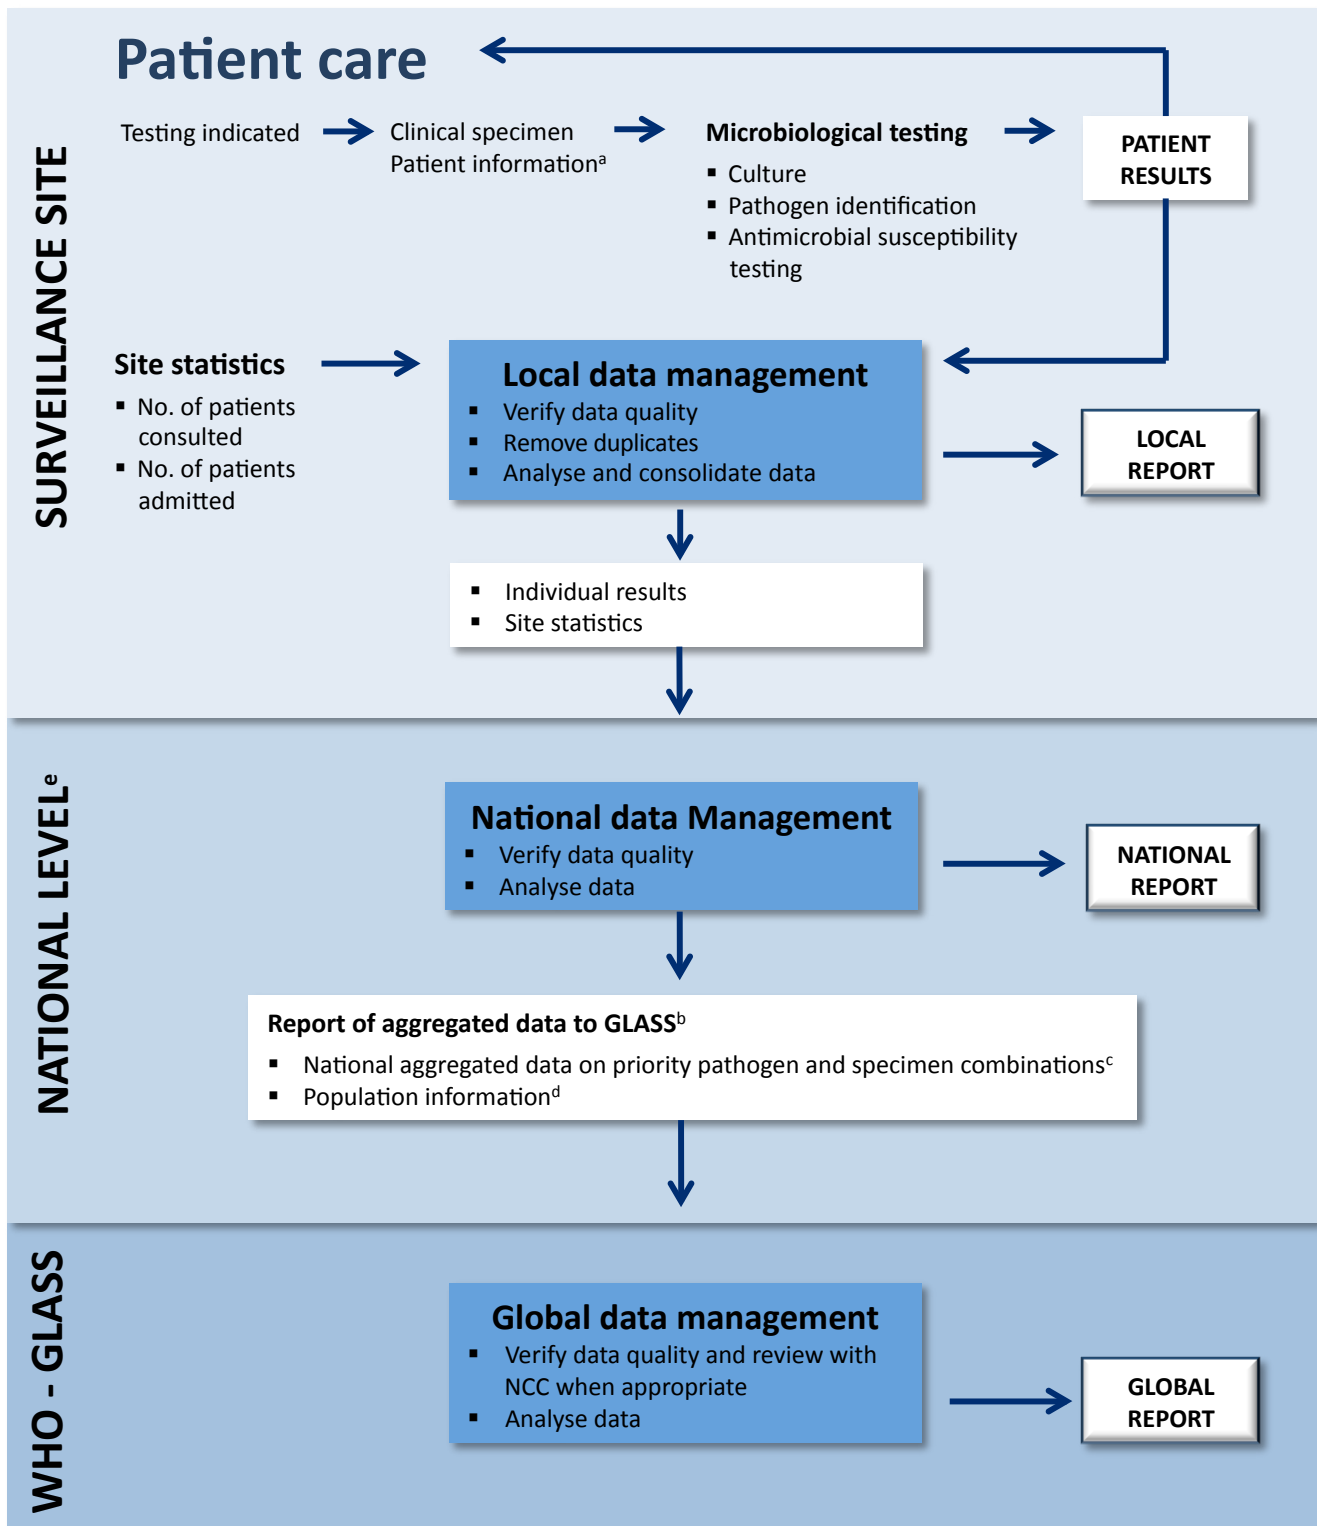 SURVEILLANCE SITE
Patient care
Testing indicated
Clinical specimen
Patient informationᵃ
Microbiological testing
▪ Culture
▪ Pathogen identification
▪ Antimicrobial susceptibility
testing
PATIENT
RESULTS
Site statistics
▪ No. of patients
consulted
▪ No. of patients
admitted
Local data management
▪ Verify data quality
▪ Remove duplicates
▪ Analyse and consolidate data
LOCAL
REPORT
▪ Individual results
▪ Site statistics
NATIONAL LEVELᵉ
National data Management
▪ Verify data quality
▪ Analyse data
NATIONAL
REPORT
Report of aggregated data to GLASSᵇ
▪ National aggregated data on priority pathogen and specimen combinationsᶜ
▪ Population informationᵈ
WHO - GLASS
Global data management
▪ Verify data quality and review with
NCC when appropriate
▪ Analyse data
GLOBAL
REPORT